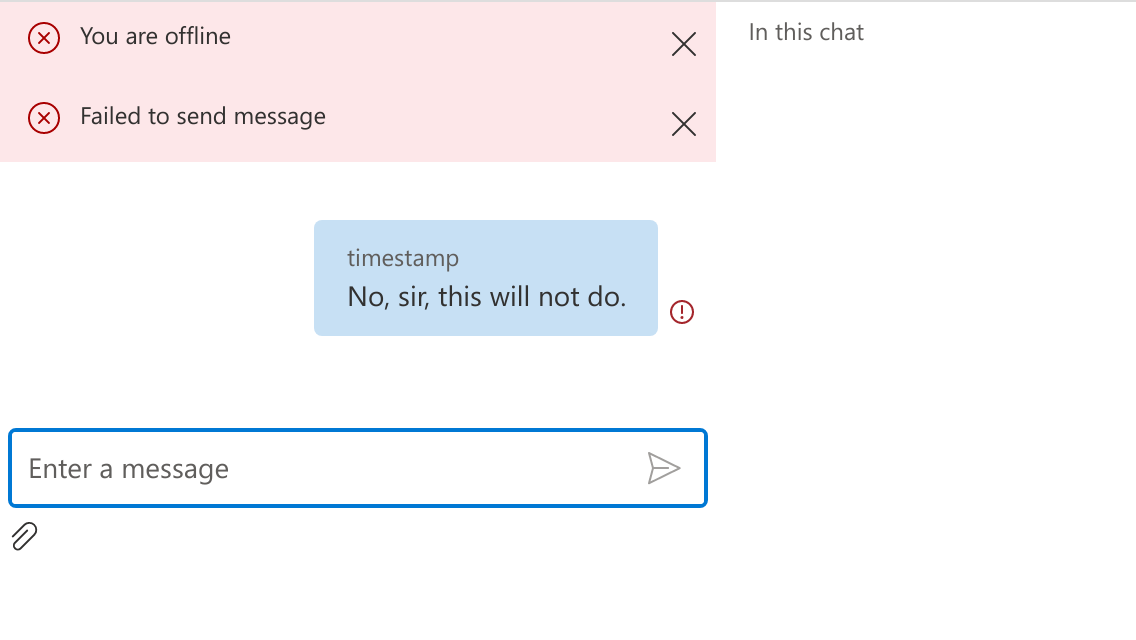 You are offline
In this chat
Failed to send message
timestamp
No, sir, this will not do.
Enter a message